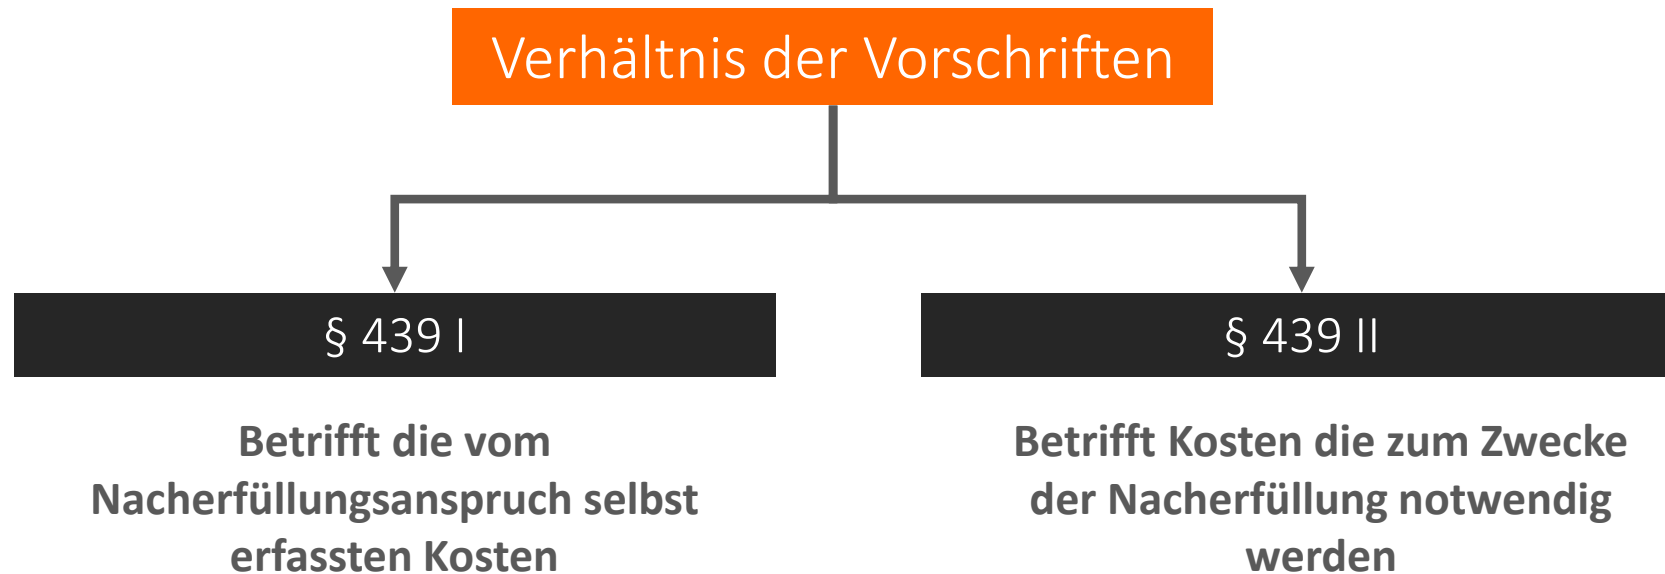 Verhältnis der Vorschriften
§ 439 I
§ 439 II
Betrifft die vom
Nacherfüllungsanspruch selbst
erfassten Kosten
Betrifft Kosten die zum Zwecke
der Nacherfüllung notwendig
werden